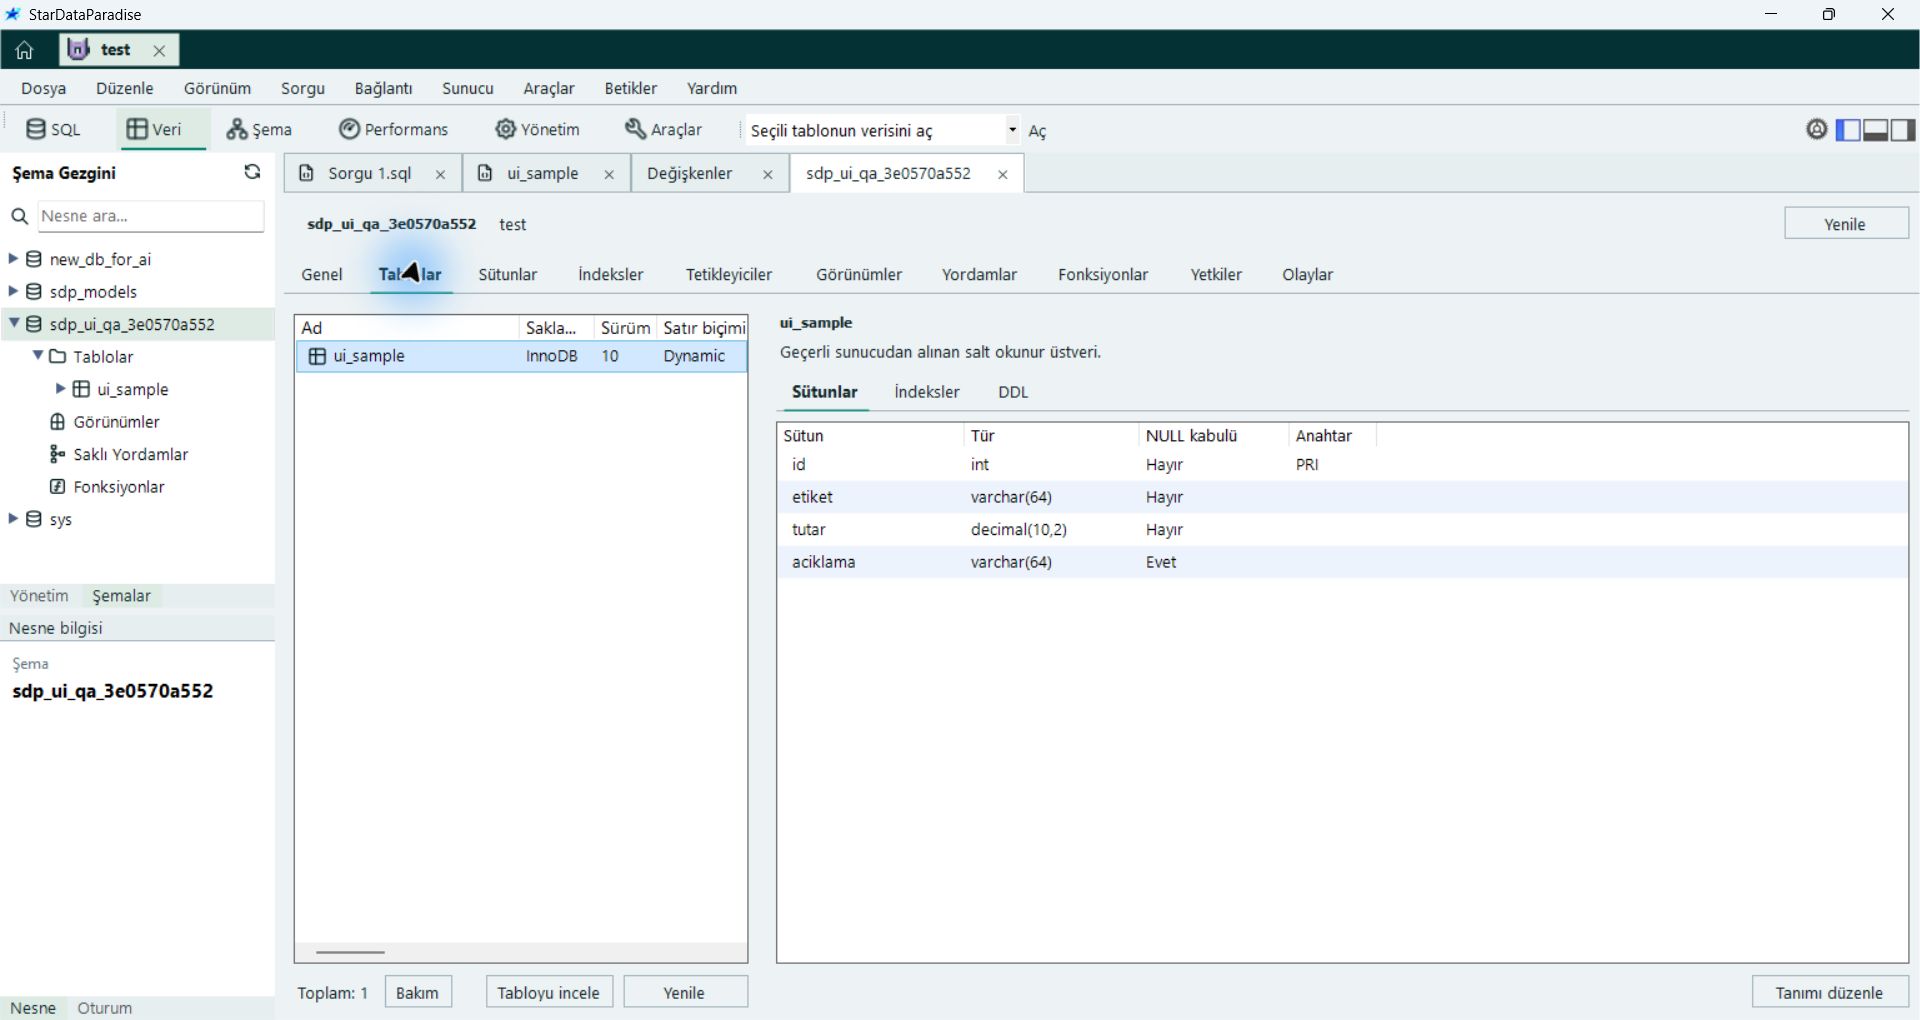 StarDataParadise
test
Dosya Düzenle Görünüm Sorgu Bağlantı Sunucu Araçlar Betikler Yardım
SQL Veri Şema Performans Yönetim Araçlar Seçili tablonun verisini aç Aç
Şema Gezgini
Sorgu 1.sql ui_sample Değişkenler sdp_ui_qa_3e0570a552
Nesne ara...
sdp_ui_qa_3e0570a552 test Yenile
new_db_for_ai
sdp_models
sdp_ui_qa_3e0570a552
Tablolar
ui_sample
Görünümler
Saklı Yordamlar
Fonksiyonlar
sys
Genel Sütunlar İndeksler Tetikleyiciler Görünümler Yordamlar Fonksiyonlar Yetkiler Olaylar
Ad Sakla... Sürüm Satır biçimi
ui_sample InnoDB 10 Dynamic
ui_sample
Geçerli sunucudan alınan salt okunur üstveri.
Sütunlar İndeksler DDL
Sütun Tür NULL kabulü Anahtar
id int Hayır PRI
etiket varchar(64) Hayır
tutar decimal(10,2) Hayır
aciklama varchar(64) Evet
Yönetim Şemalar
Nesne bilgisi
Şema
sdp_ui_qa_3e0570a552
Toplam: 1 Bakım Tabloyu incele Yenile Tanımı düzenle
Nesne Oturum